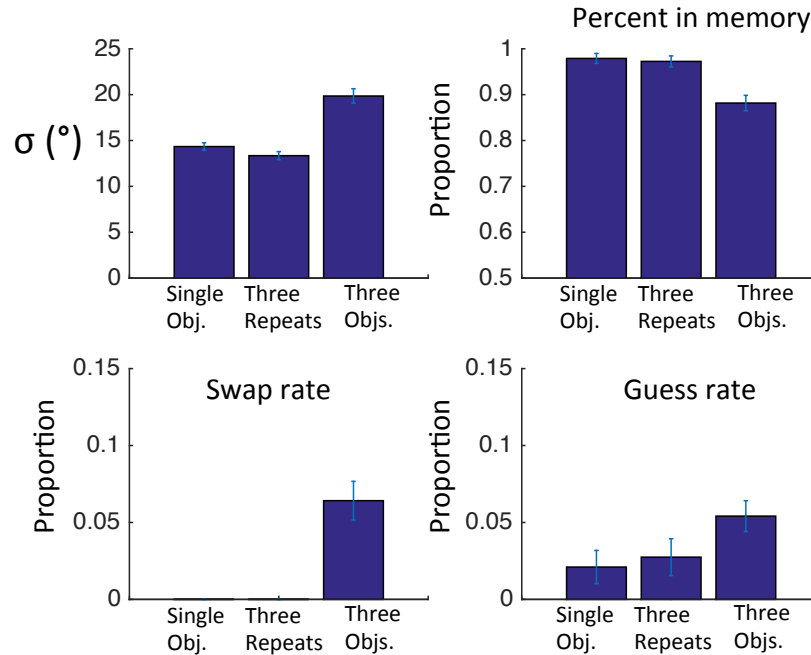 Percent in memory
σ (°)
25
20
15
10
5
0
Single
Obj.
Three
Repeats
Three
Objs.
Proportion
1
0.9
0.8
0.7
0.6
0.5
Single
Obj.
Three
Repeats
Three
Objs.
Swap rate
Proportion
0.15
0.1
0.05
0
Single
Obj.
Three
Repeats
Three
Objs.
Guess rate
Proportion
0.15
0.1
0.05
0
Single
Obj.
Three
Repeats
Three
Objs.